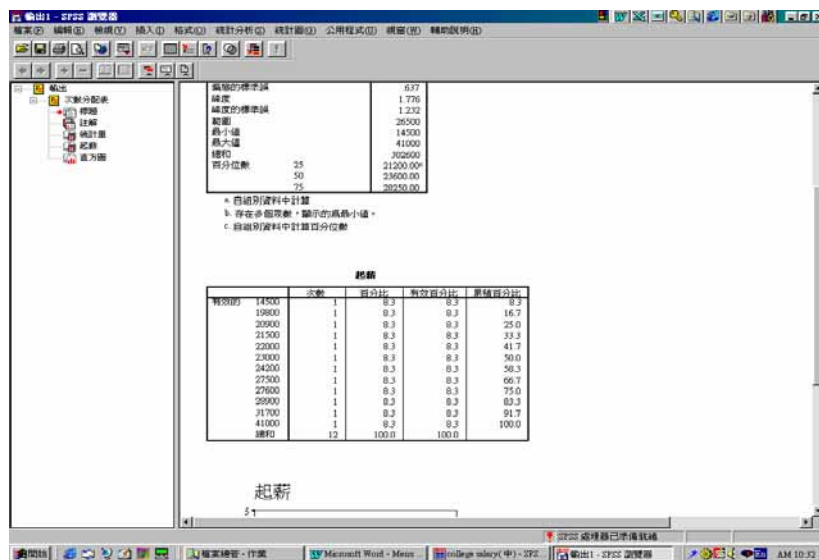 輸出1 - SPSS 瀏覽器
檔案(F) 編輯(E) 檢視(V) 插入(I) 格式(O) 統計分析(S) 統計圖(G) 公用程式(U) 視窗(W) 輔助說明(H)
輸出
次數分配表
標題
註解
統計量
起薪
直方圖
偏態的標準誤 .637
峰度 1.776
峰度的標準誤 1.232
範圍 26500
最小值 14500
最大值 41000
總和 302600
百分位數 25 21200.00c
50 23600.00
75 28250.00
a. 自組別資料中計算
b. 存在多個眾數，顯示的為最小值。
c. 自組別資料中計算百分位數
起薪
次數 百分比 有效百分比 累積百分比
有效的 14500 1 8.3 8.3 8.3
19800 1 8.3 8.3 16.7
20900 1 8.3 8.3 25.0
21500 1 8.3 8.3 33.3
22000 1 8.3 8.3 41.7
23000 1 8.3 8.3 50.0
24200 1 8.3 8.3 58.3
27500 1 8.3 8.3 66.7
27600 1 8.3 8.3 75.0
28900 1 8.3 8.3 83.3
31700 1 8.3 8.3 91.7
41000 1 8.3 8.3 100.0
總和 12 100.0 100.0
起薪
5
SPSS 處理器已準備就緒
開始 檔案總管 - 作業 Microsoft Word - Meas... college salary(中) - SPS... 輸出1 - SPSS 瀏覽器 AM 10:32